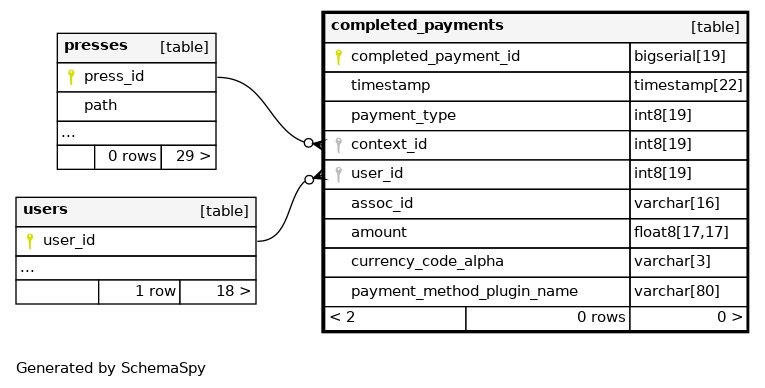 presses [table]
press_id
path
...
0 rows 29 >
users [table]
user_id
...
1 row 18 >
completed_payments [table]
completed_payment_id bigserial[19]
timestamp timestamp[22]
payment_type int8[19]
context_id int8[19]
user_id int8[19]
assoc_id varchar[16]
amount float8[17,17]
currency_code_alpha varchar[3]
payment_method_plugin_name varchar[80]
< 2 0 rows 0 >
Generated by SchemaSpy